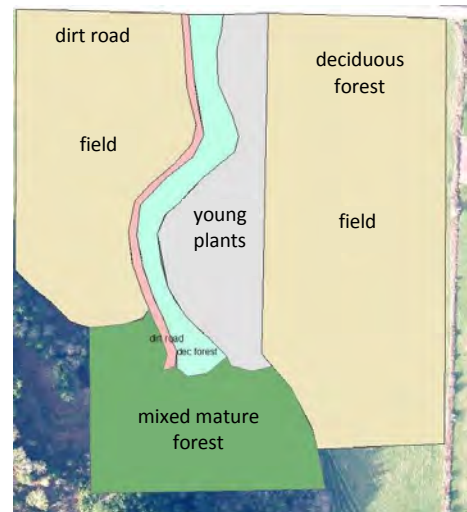 dirt road
deciduous
forest
field
young
plants
field
dirt road
dec forest
mixed mature
forest